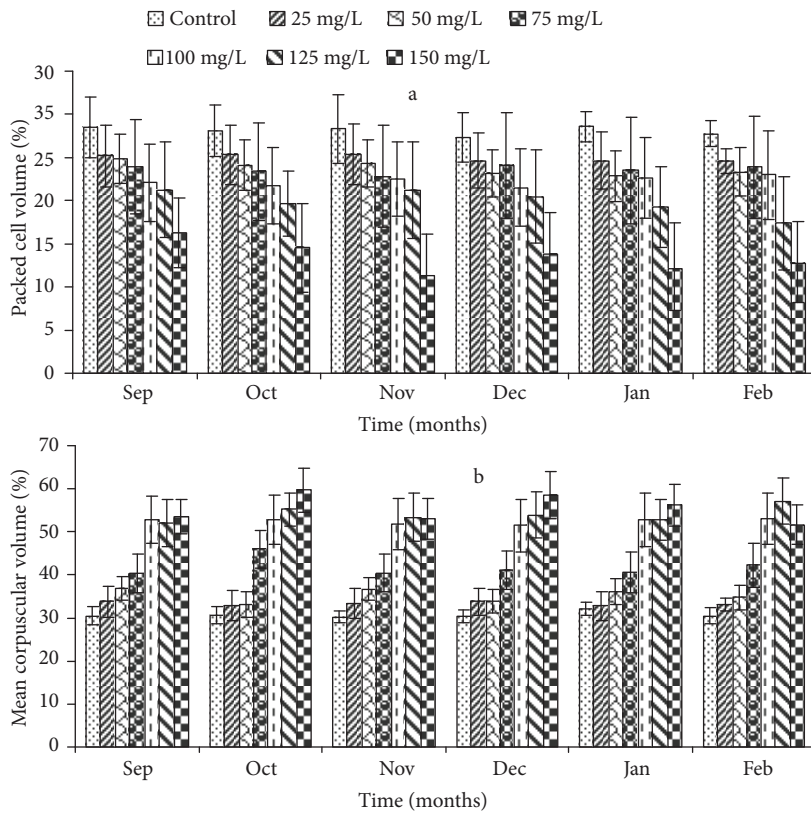 Control 25 mg/L 50 mg/L 75 mg/L
100 mg/L 125 mg/L 150 mg/L
a
Packed cell volume (%)
30
35
25
20
15
10
5
0
Sep Oct Nov Dec Jan Feb
Time (months)
b
Mean corpuscular volume (%)
70
60
50
40
30
20
10
0
Sep Oct Nov Dec Jan Feb
Time (months)